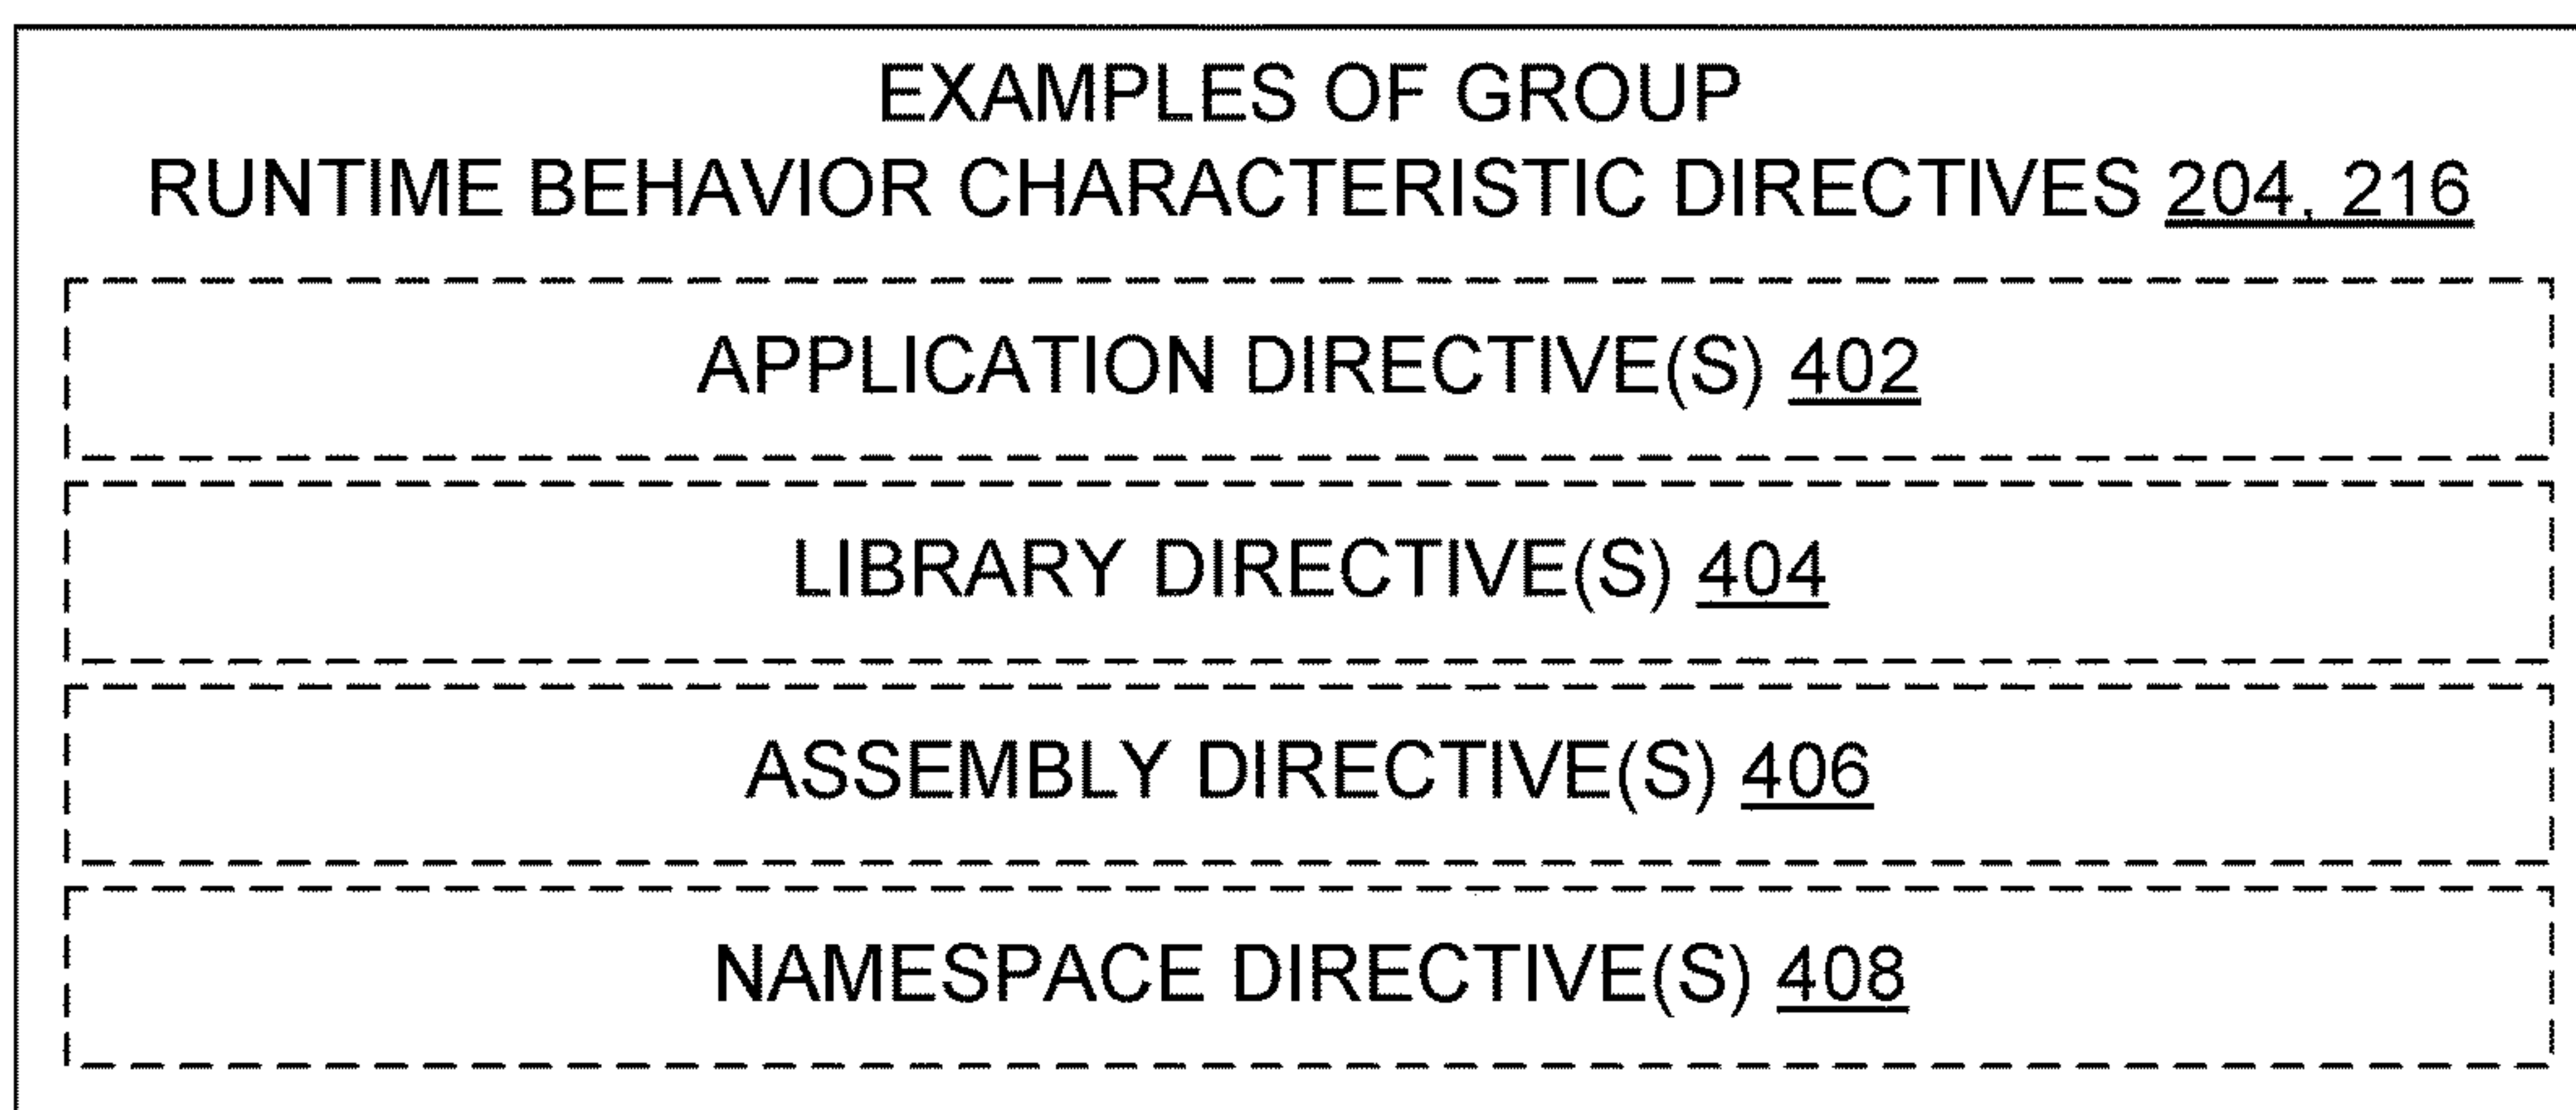 EXAMPLES OF GROUP
RUNTIME BEHAVIOR CHARACTERISTIC DIRECTIVES 204, 216
APPLICATION DIRECTIVE(S) 402
LIBRARY DIRECTIVE(S) 404
ASSEMBLY DIRECTIVE(S) 406
NAMESPACE DIRECTIVE(S) 408